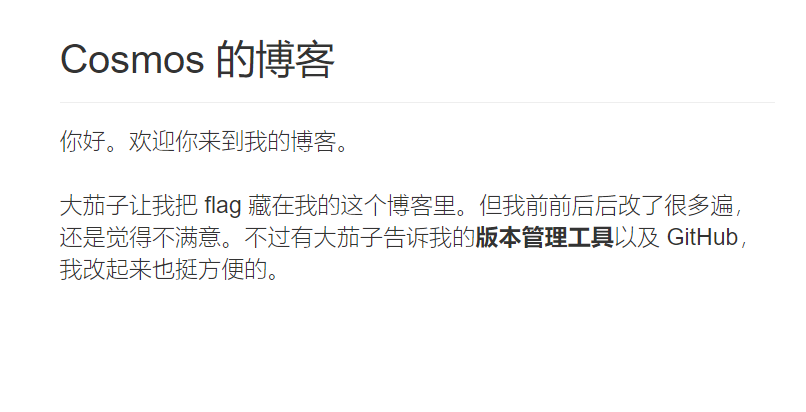 Cosmos 的博客
你好。欢迎你来到我的博客。
大茄子让我把 flag 藏在我的这个博客里。但我前前后后改了很多遍，
还是觉得不满意。不过有大茄子告诉我的版本管理工具以及 GitHub，
我改起来也挺方便的。